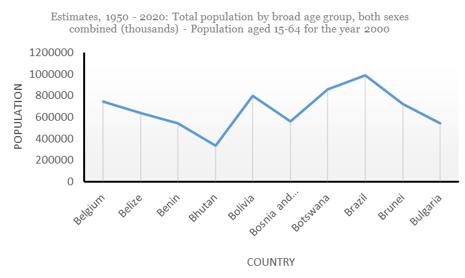 Estimates, 1950 - 2020: Total population by broad age group, both sexes
combined (thousands) - Population aged 15-64 for the year 2000
POPULATION
1200000
1000000
800000
600000
400000
200000
0
Belgium
Belize
Benin
Bhutan
Bolivia
Bosnia and...
Botswana
Brazil
Brunei
Bulgaria
COUNTRY